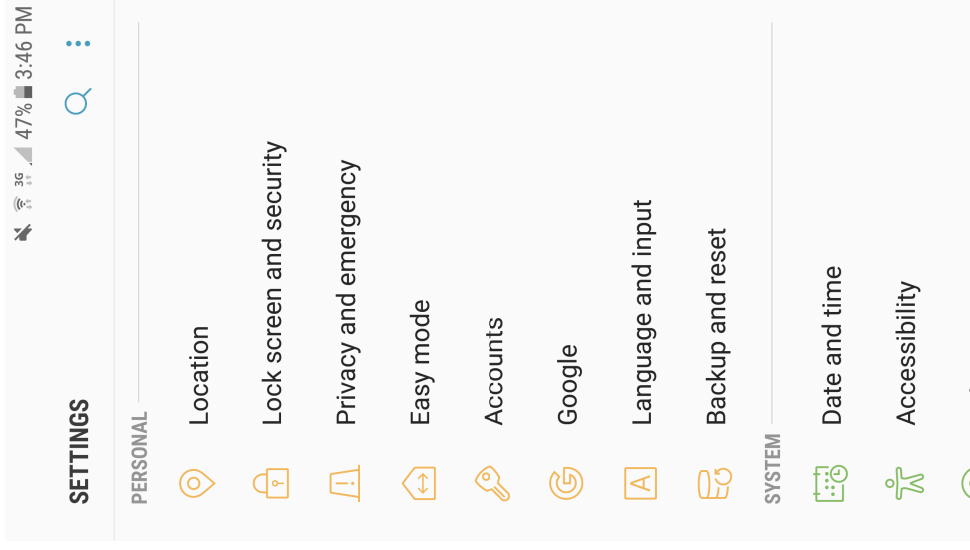 3G 47% 3:46 PM
SETTINGS
PERSONAL
Location
Lock screen and security
Privacy and emergency
Easy mode
Accounts
Google
Language and input
Backup and reset
SYSTEM
Date and time
Accessibility